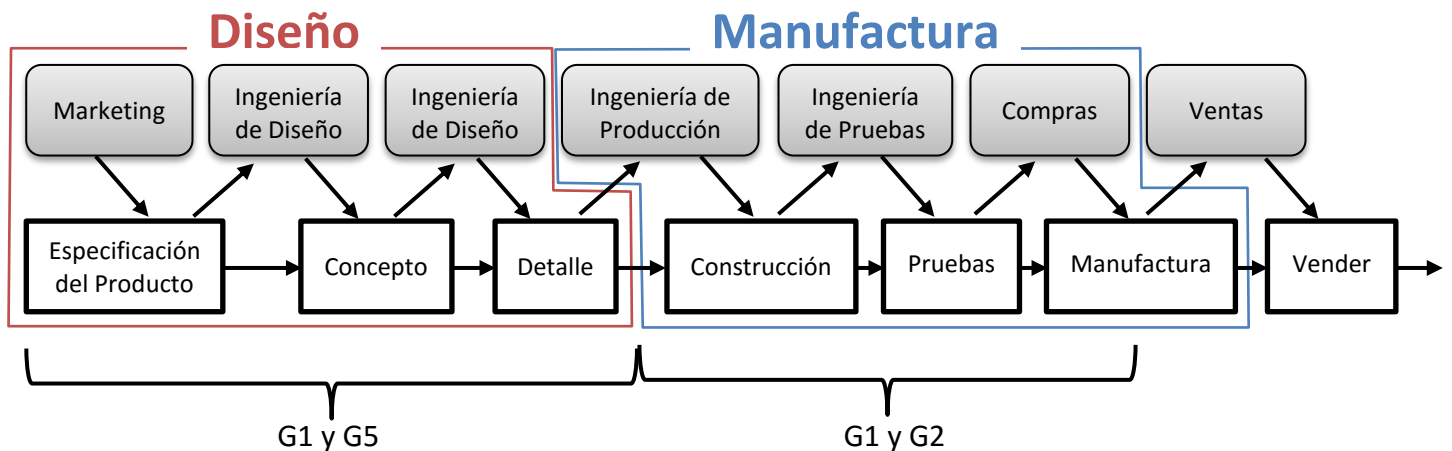 Diseño
Manufactura
Marketing
Ingeniería
de Diseño
Ingeniería
de Diseño
Ingeniería de
Producción
Ingeniería
de Pruebas
Compras
Ventas
Especificación
del Producto
Concepto
Detalle
Construcción
Pruebas
Manufactura
Vender
G1 y G5
G1 y G2